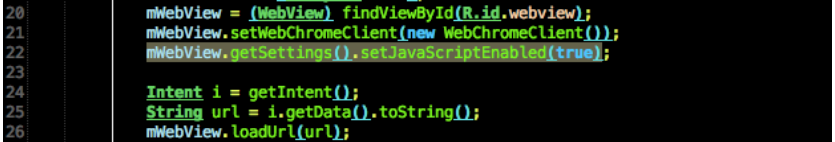 20 mWebView = (WebView) findViewById(R.id.webview);
21 mWebView.setWebChromeClient(new WebChromeClient());
22 mWebView.getSettings().setJavaScriptEnabled(true);
23
24 Intent i = getIntent();
25 String url = i.getData().toString();
26 mWebView.loadUrl(url);